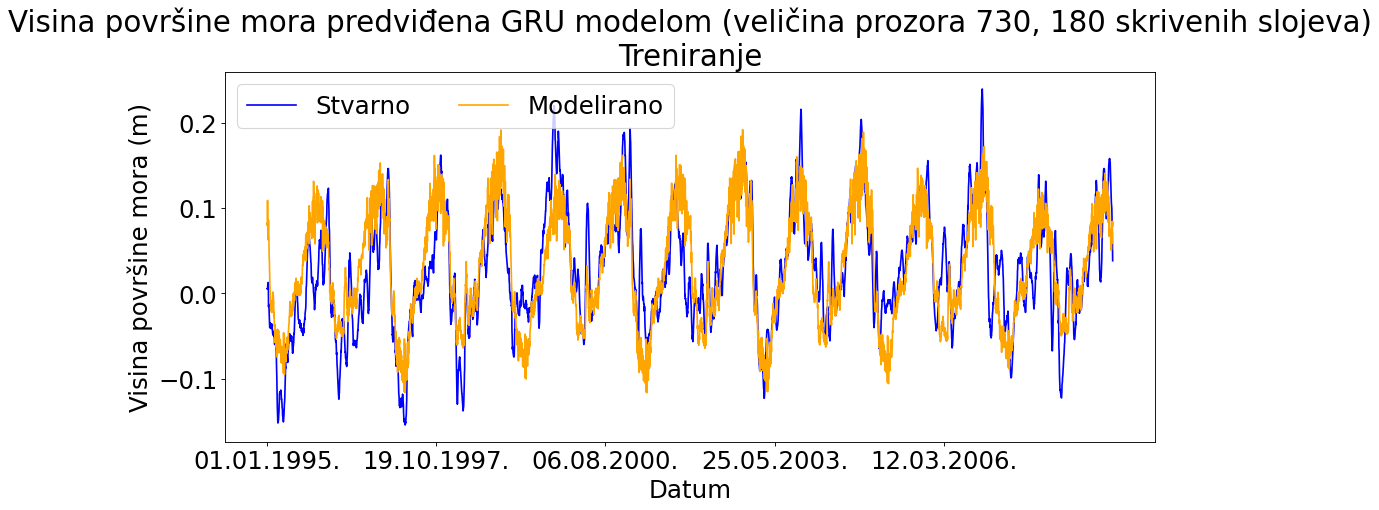 Visina površine mora predviđena GRU modelom (veličina prozora 730, 180 skrivenih slojeva)
Treniranje
Stvarno
Modelirano
Visina površine mora (m)
0.2
0.1
0.0
−0.1
01.01.1995.
19.10.1997.
06.08.2000.
25.05.2003.
12.03.2006.
Datum